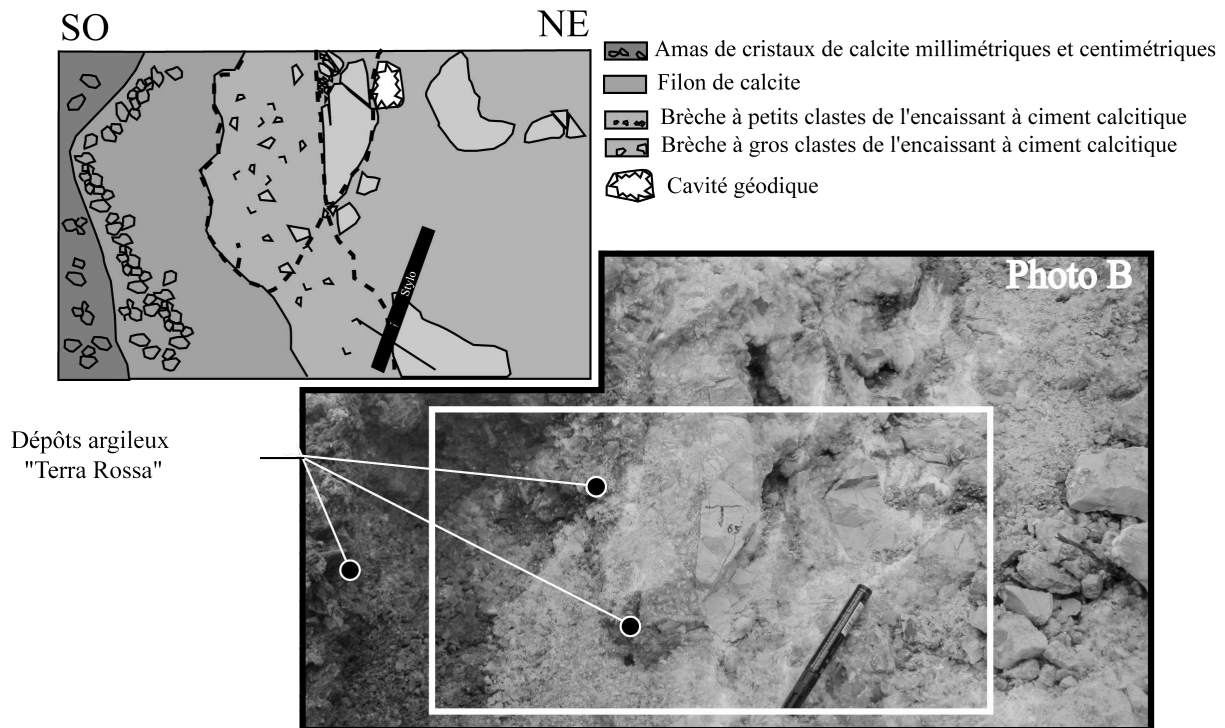 SO
NE
Amas de cristaux de calcite millimétriques et centimétriques
Filon de calcite
Brèche à petits clastes de l'encaissant à ciment calcitique
Brèche à gros clastes de l'encaissant à ciment calcitique
Cavité géodique
Stylo
Photo B
Dépôts argileux
"Terra Rossa"
65